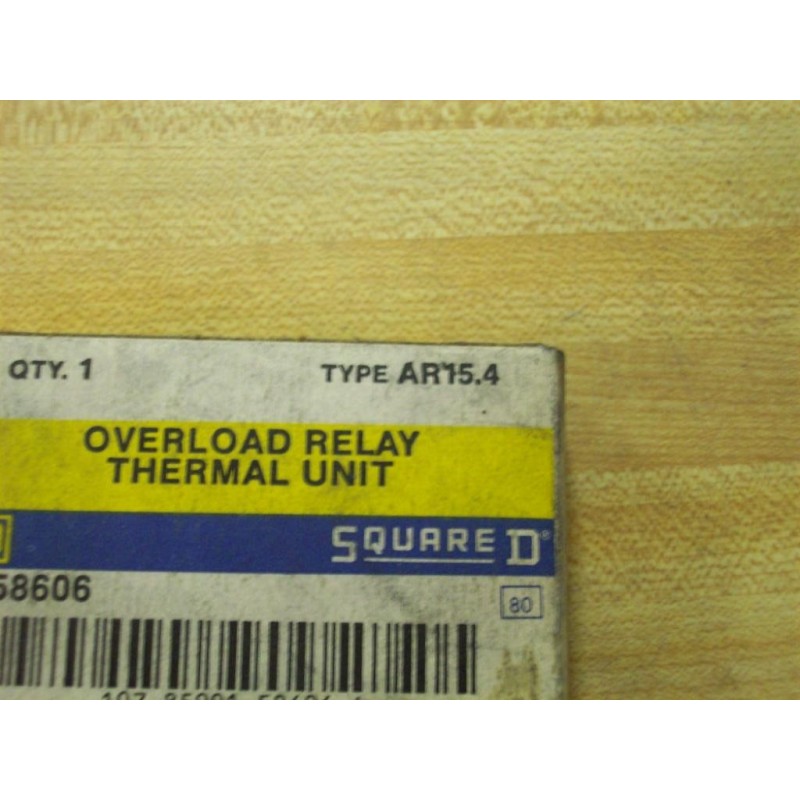 QTY. 1 TYPE AR15.4
OVERLOAD RELAY
THERMAL UNIT
SQUARE D®
58606
80